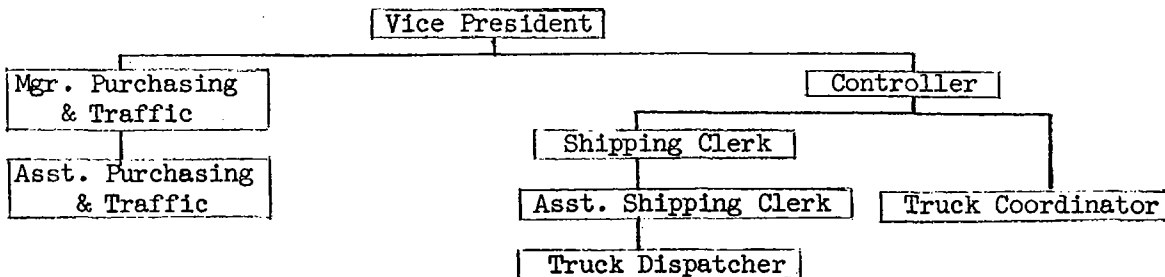 Vice President
Mgr. Purchasing
& Traffic
Controller
Shipping Clerk
Asst. Purchasing
& Traffic
Asst. Shipping Clerk
Truck Coordinator
Truck Dispatcher